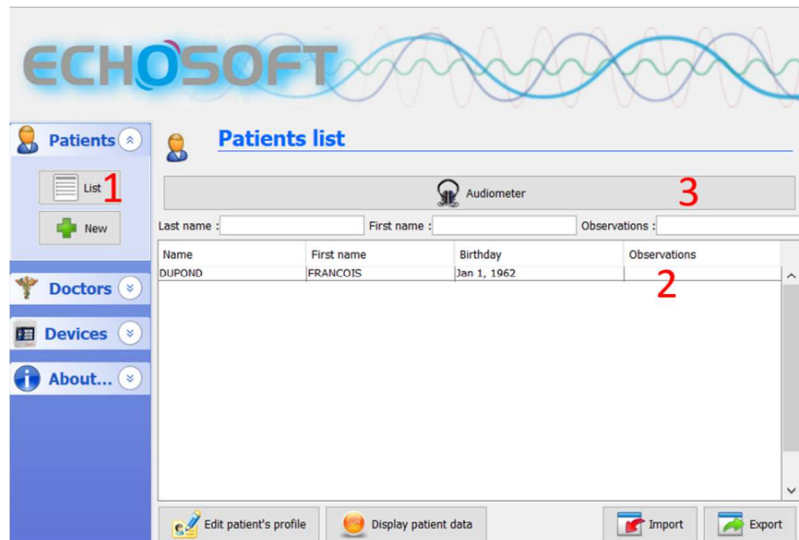 ECHOSOFT
Patients
Patients list
List 1
Audiometer 3
New
Last name : First name : Observations :
Name First name Birthday Observations
DUPOND FRANCOIS Jan 1, 1962
2
Doctors
Devices
About...
Edit patient's profile Display patient data Import Export